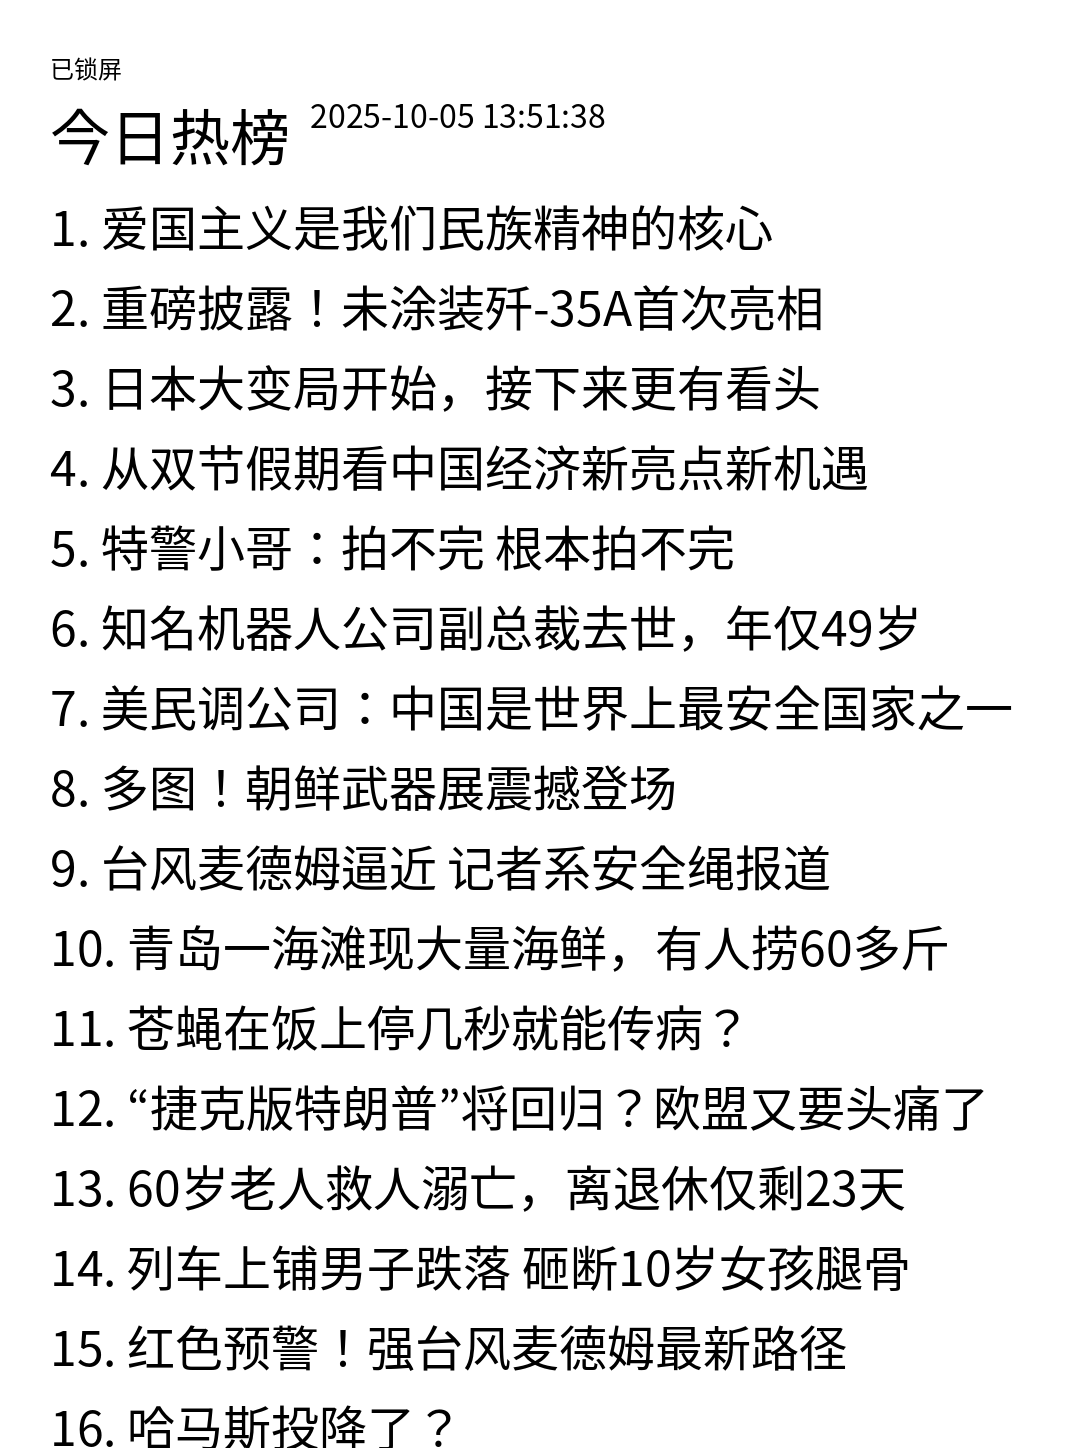 已锁屏
今日热榜 2025-10-05 13:51:38
1. 爱国主义是我们民族精神的核心
2. 重磅披露！未涂装歼-35A首次亮相
3. 日本大变局开始，接下来更有看头
4. 从双节假期看中国经济新亮点新机遇
5. 特警小哥：拍不完 根本拍不完
6. 知名机器人公司副总裁去世，年仅49岁
7. 美民调公司：中国是世界上最安全国家之一
8. 多图！朝鲜武器展震撼登场
9. 台风麦德姆逼近 记者系安全绳报道
10. 青岛一海滩现大量海鲜，有人捞60多斤
11. 苍蝇在饭上停几秒就能传病？
12. “捷克版特朗普”将回归？欧盟又要头痛了
13. 60岁老人救人溺亡，离退休仅剩23天
14. 列车上铺男子跌落 砸断10岁女孩腿骨
15. 红色预警！强台风麦德姆最新路径
16. 哈马斯投降了？